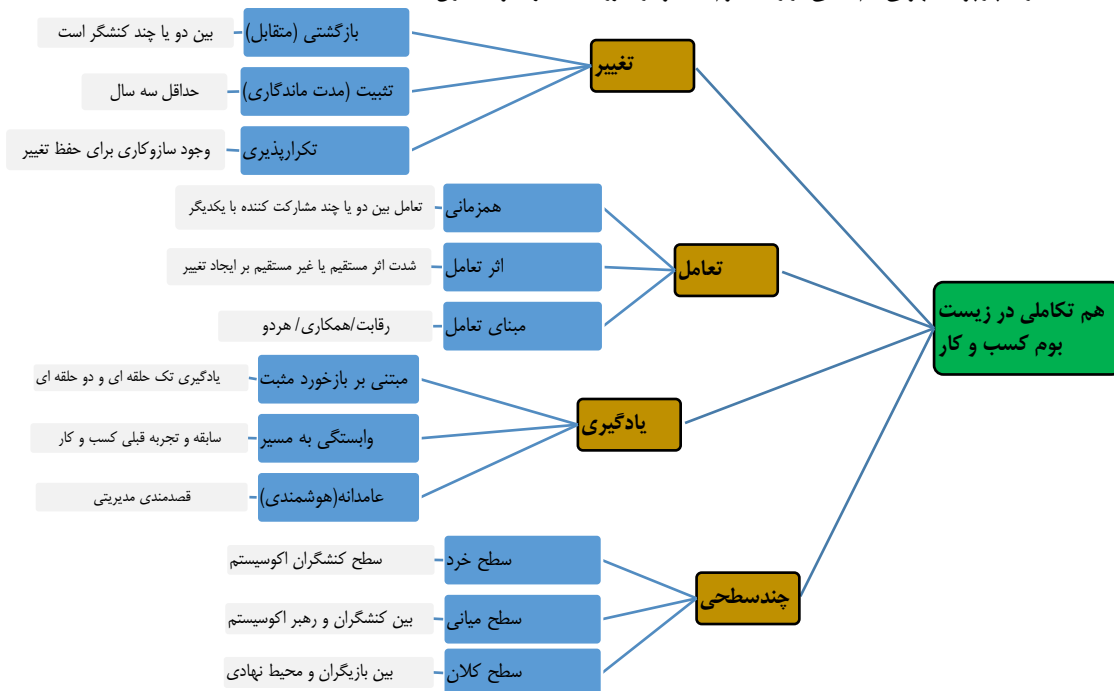 هم تکاملی در زیست
بوم کسب و کار
تغییر
بازگشتی (متقابل)
بین دو یا چند کنشگر است
تثبیت (مدت ماندگاری)
حداقل سه سال
تکرارپذیری
وجود سازوکاری برای حفظ تغییر
تعامل
همزمانی
تعامل بین دو یا چند مشارکت کننده با یکدیگر
اثر تعامل
شدت اثر مستقیم یا غیر مستقیم بر ایجاد تغییر
مبنای تعامل
رقابت/همکاری/ هردو
یادگیری
مبتنی بر بازخورد مثبت
یادگیری تک حلقه ای و دو حلقه ای
وابستگی به مسیر
سابقه و تجربه قبلی کسب و کار
عامدانه(هوشمندی)
قصدمندی مدیریتی
چندسطحی
سطح خرد
سطح کنشگران اکوسیستم
سطح میانی
بین کنشگران و رهبر اکوسیستم
سطح کلان
بین بازیگران و محیط نهادی